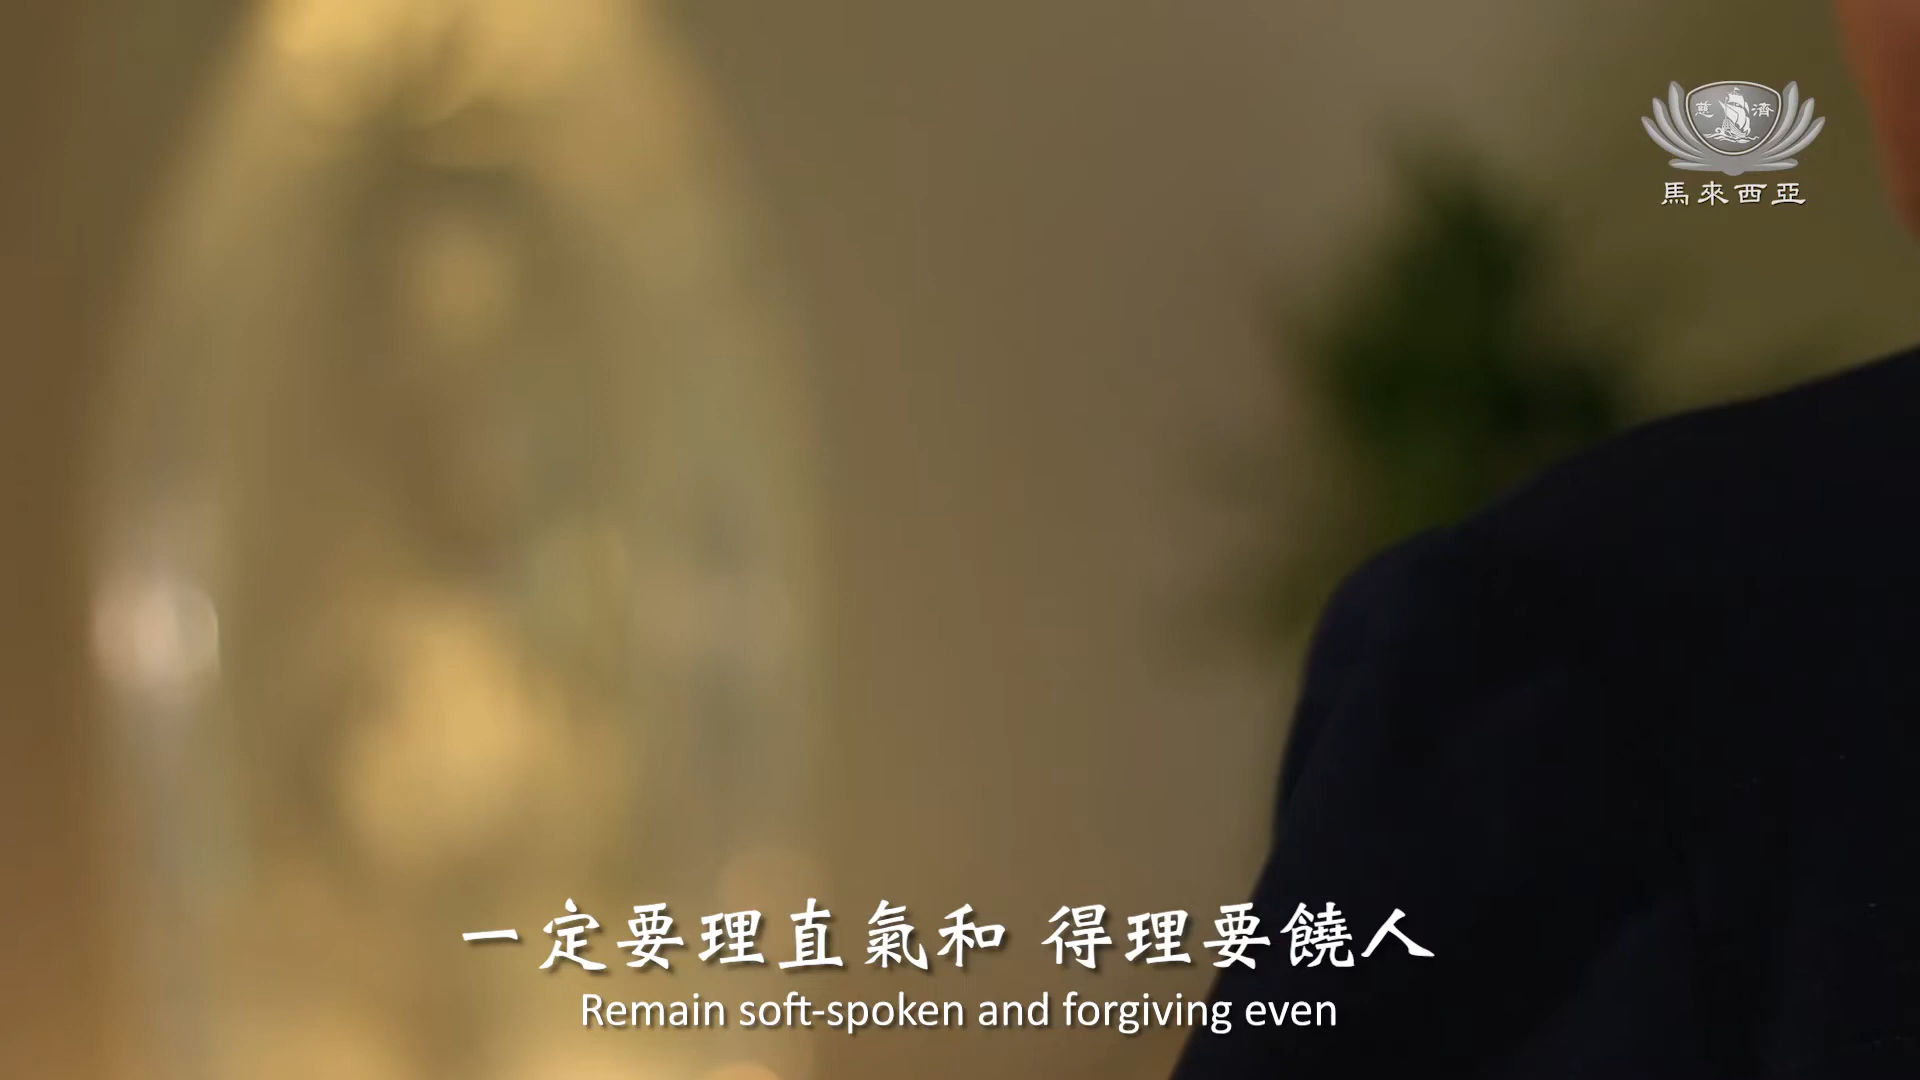 慈濟
馬來西亞
一定要理直氣和 得理要饒人
Remain soft-spoken and forgiving even